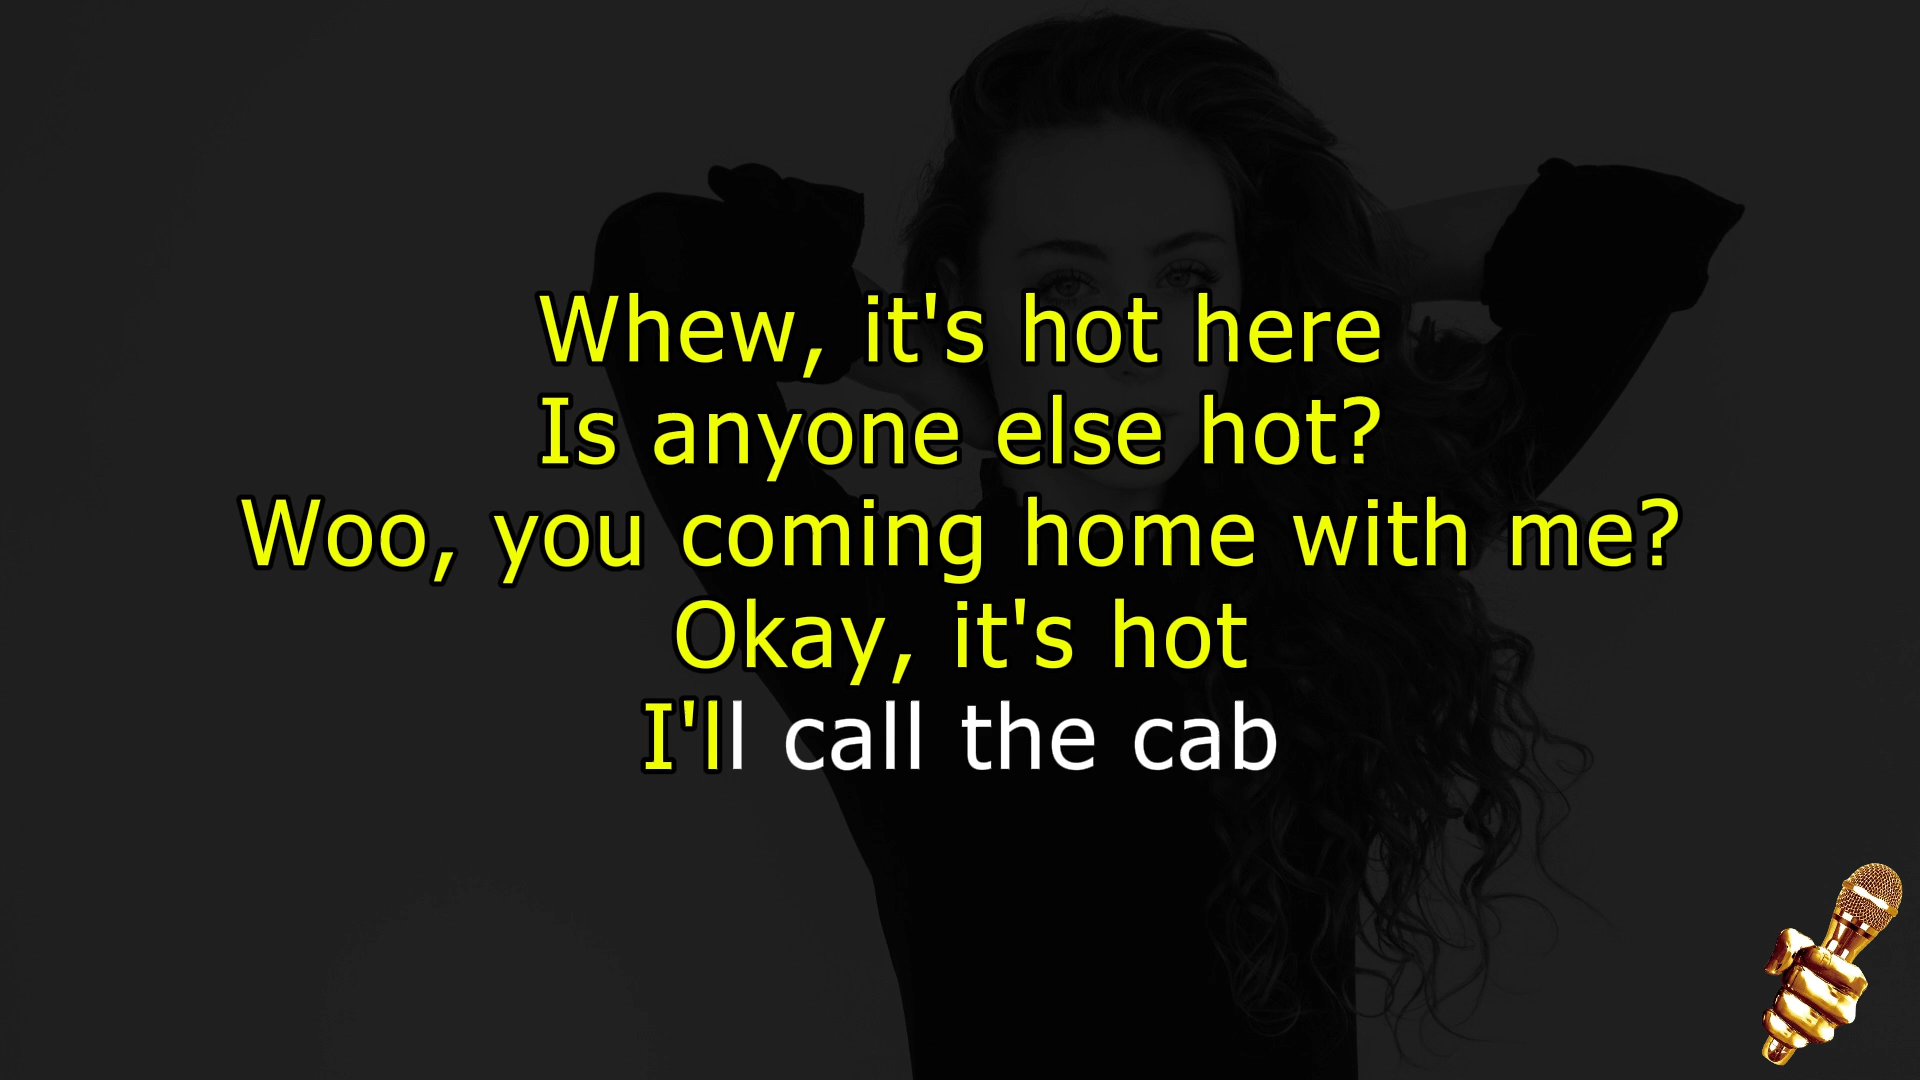 Whew, it's hot here
Is anyone else hot?
Woo, you coming home with me?
Okay, it's hot
I'll call the cab